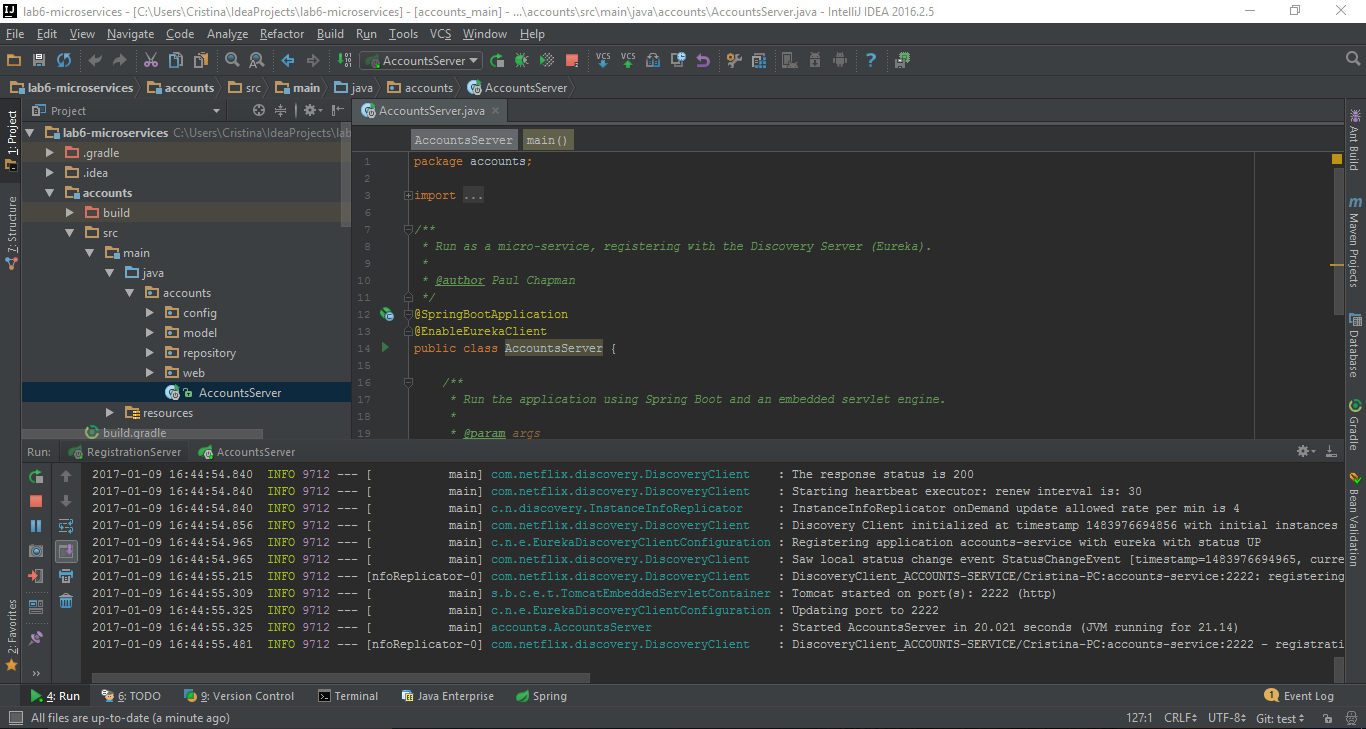 lab6-microservices - [C:\Users\Cristina\IdeaProjects\lab6-microservices] - [accounts_main] - ...\accounts\src\main\java\accounts\AccountsServer.java - IntelliJ IDEA 2016.2.5
File Edit View Navigate Code Analyze Refactor Build Run Tools VCS Window Help
AccountsServer VCS VCS
lab6-microservices accounts src main java accounts AccountsServer
Project
AccountsServer.java
1: Project
7: Structure
2: Favorites
lab6-microservices C:\Users\Cristina\IdeaProjects\lab
.gradle
.idea
accounts
build
src
main
java
accounts
config
model
repository
web
AccountsServer
resources
build.gradle
AccountsServer main()
1 package accounts;
2
3 import ...
6
7 /**
8 * Run as a micro-service, registering with the Discovery Server (Eureka).
9 *
10 * @author Paul Chapman
11 */
12 @SpringBootApplication
13 @EnableEurekaClient
14 public class AccountsServer {
15
16 /**
17 * Run the application using Spring Boot and an embedded servlet engine.
18 *
19 * @param args
Ant Build
Maven Projects
Database
Gradle
Bean Validation
Run: RegistrationServer AccountsServer
2017-01-09 16:44:54.840 INFO 9712 --- [ main] com.netflix.discovery.DiscoveryClient : The response status is 200
2017-01-09 16:44:54.840 INFO 9712 --- [ main] com.netflix.discovery.DiscoveryClient : Starting heartbeat executor: renew interval is: 30
2017-01-09 16:44:54.840 INFO 9712 --- [ main] c.n.discovery.InstanceInfoReplicator : InstanceInfoReplicator onDemand update allowed rate per min is 4
2017-01-09 16:44:54.856 INFO 9712 --- [ main] com.netflix.discovery.DiscoveryClient : Discovery Client initialized at timestamp 1483976694856 with initial instances
2017-01-09 16:44:54.965 INFO 9712 --- [ main] c.n.e.EurekaDiscoveryClientConfiguration : Registering application accounts-service with eureka with status UP
2017-01-09 16:44:54.965 INFO 9712 --- [ main] com.netflix.discovery.DiscoveryClient : Saw local status change event StatusChangeEvent [timestamp=1483976694965, curre
2017-01-09 16:44:55.215 INFO 9712 --- [nfoReplicator-0] com.netflix.discovery.DiscoveryClient : DiscoveryClient_ACCOUNTS-SERVICE/Cristina-PC:accounts-service:2222: registering
2017-01-09 16:44:55.309 INFO 9712 --- [ main] s.b.c.e.t.TomcatEmbeddedServletContainer : Tomcat started on port(s): 2222 (http)
2017-01-09 16:44:55.325 INFO 9712 --- [ main] c.n.e.EurekaDiscoveryClientConfiguration : Updating port to 2222
2017-01-09 16:44:55.325 INFO 9712 --- [ main] accounts.AccountsServer : Started AccountsServer in 20.021 seconds (JVM running for 21.14)
2017-01-09 16:44:55.481 INFO 9712 --- [nfoReplicator-0] com.netflix.discovery.DiscoveryClient : DiscoveryClient_ACCOUNTS-SERVICE/Cristina-PC:accounts-service:2222 - registrati
4: Run 6: TODO 9: Version Control Terminal Java Enterprise Spring 1 Event Log
All files are up-to-date (a minute ago) 127:1 CRLF UTF-8 Git: test